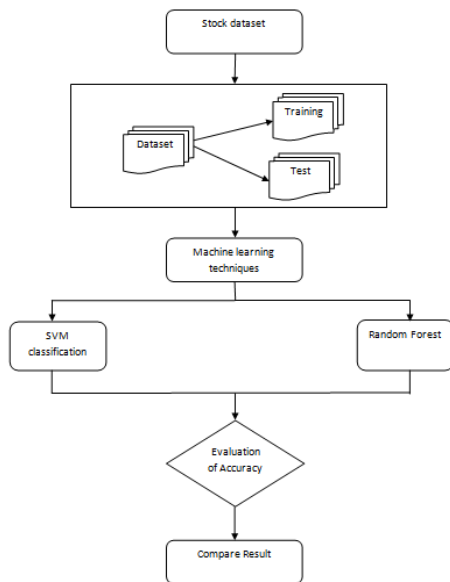 Stock dataset
Training
Dataset
Test
Machine learning
techniques
SVM
classification
Random Forest
Evaluation
of Accuracy
Compare Result